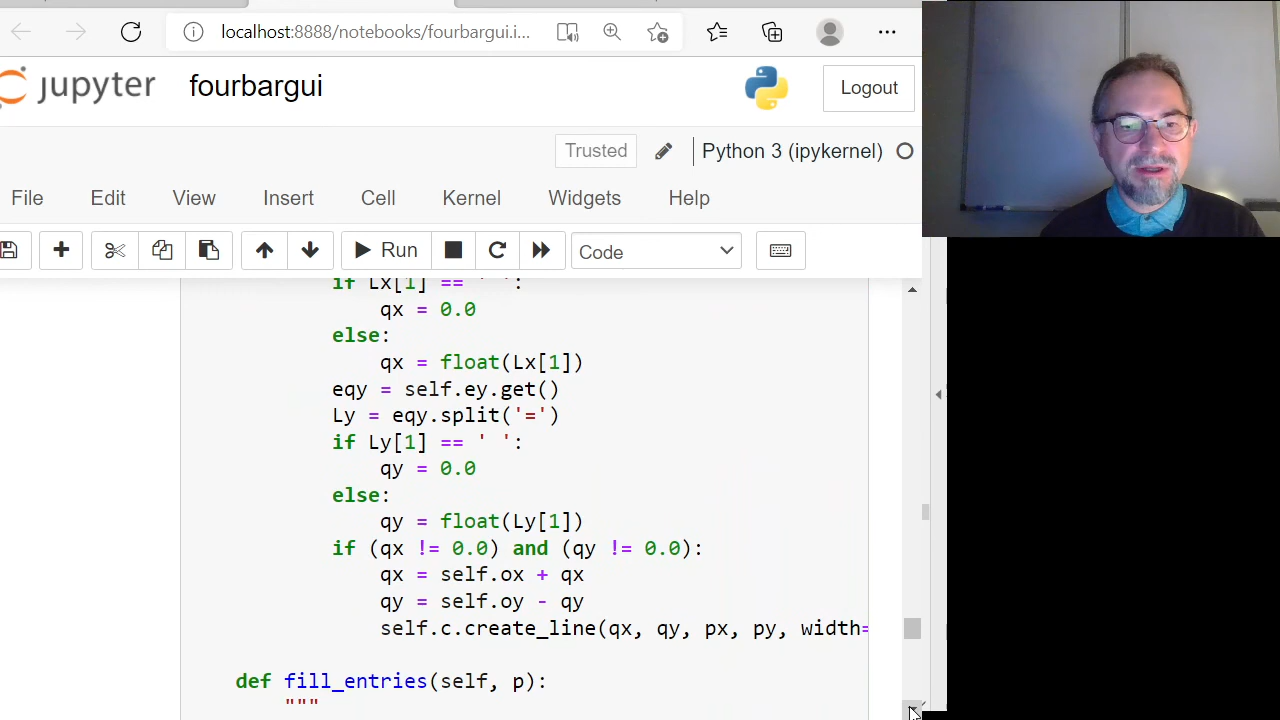 localhost:8888/notebooks/fourbargui.i...
jupyter fourbargui
Logout
Trusted
Python 3 (ipykernel)
File Edit View Insert Cell Kernel Widgets Help
Run Code
if Lx[1] == ' ':
qx = 0.0
else:
qx = float(Lx[1])
eqy = self.ey.get()
Ly = eqy.split('=')
if Ly[1] == ' ':
qy = 0.0
else:
qy = float(Ly[1])
if (qx != 0.0) and (qy != 0.0):
qx = self.ox + qx
qy = self.oy - qy
self.c.create_line(qx, qy, px, py, width=
def fill_entries(self, p):
"""